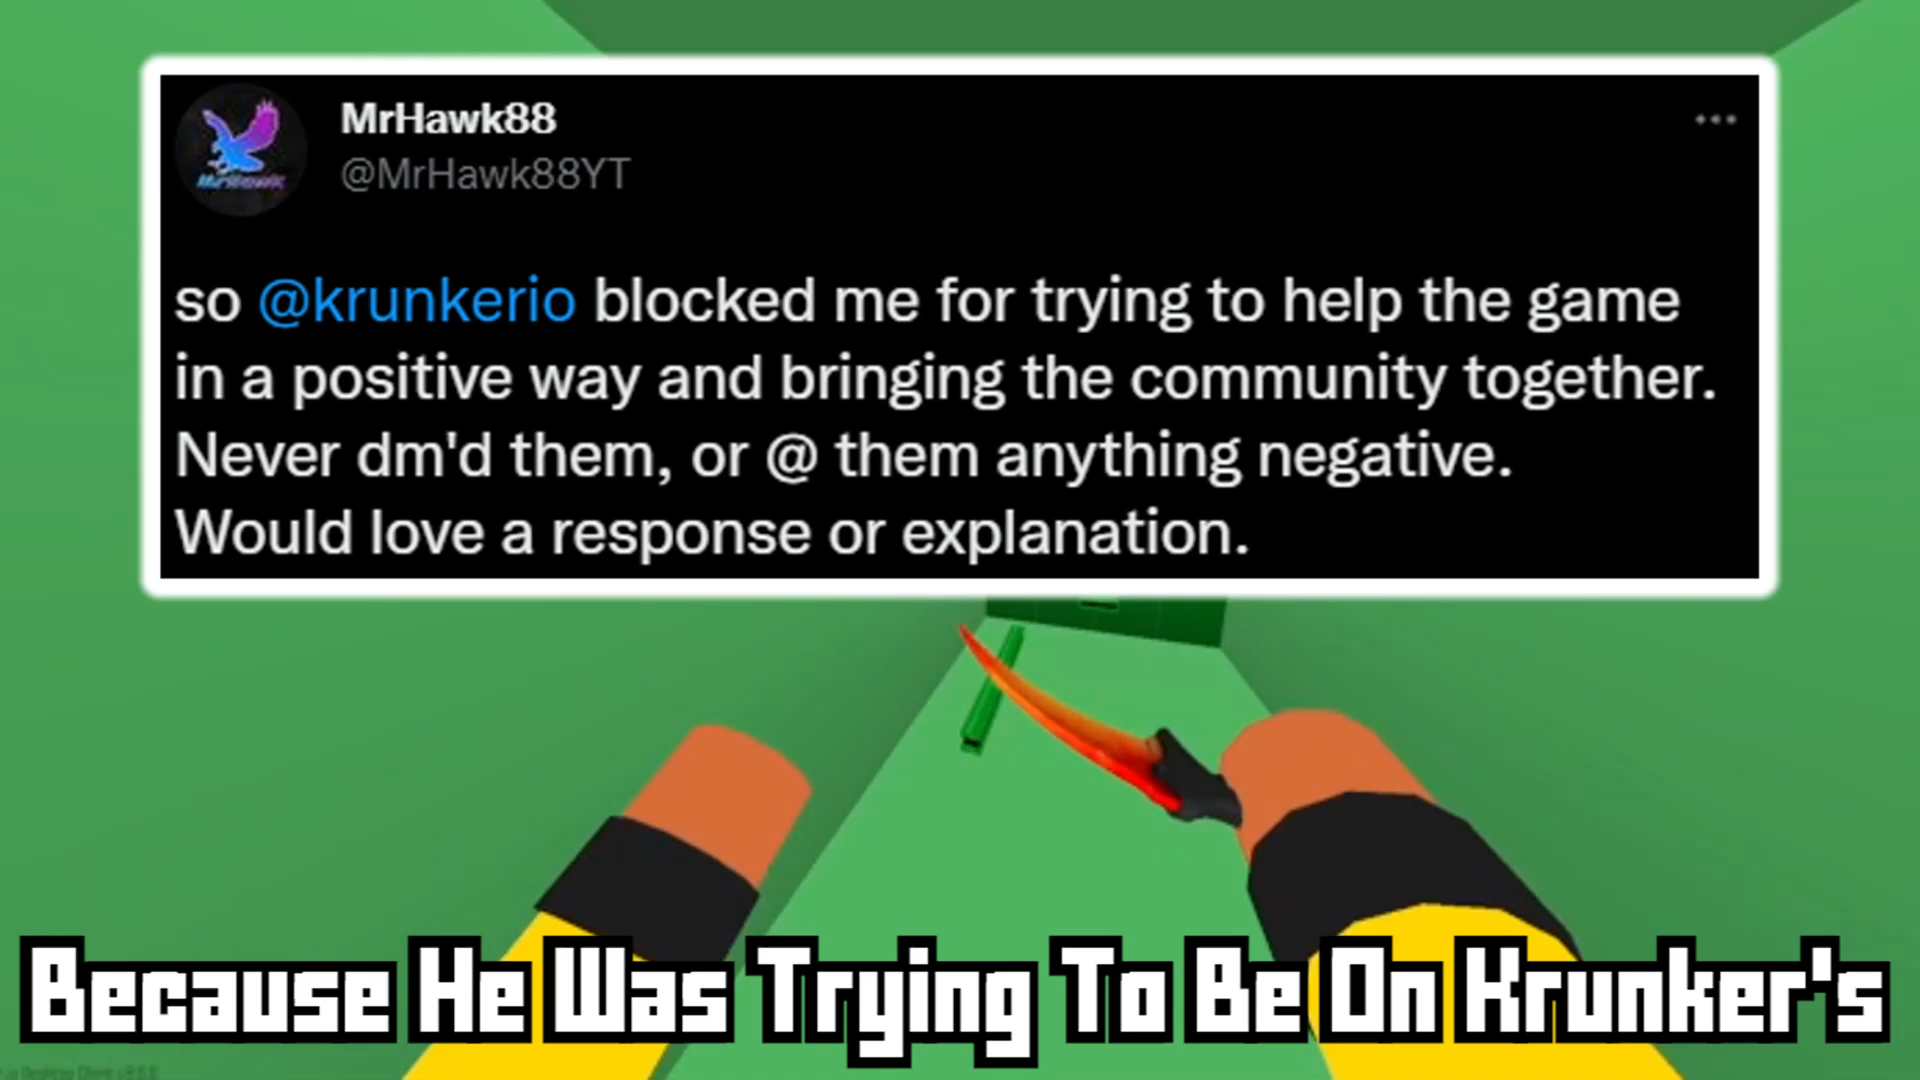 MrHawk88
@MrHawk88YT
so @krunkerio blocked me for trying to help the game
in a positive way and bringing the community together.
Never dm'd them, or @ them anything negative.
Would love a response or explanation.
Because He Was Trying To Be On Krunker's